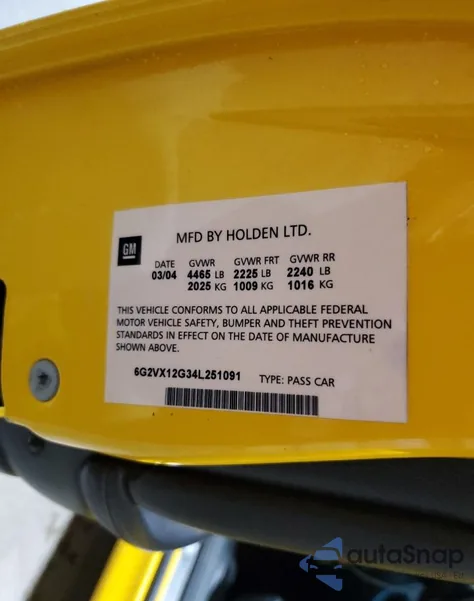 GM
MFD BY HOLDEN LTD.
DATE GVWR GVWR FRT GVWR RR
03/04 4465 LB 2225 LB 2240 LB
2025 KG 1009 KG 1016 KG
THIS VEHICLE CONFORMS TO ALL APPLICABLE FEDERAL
MOTOR VEHICLE SAFETY, BUMPER AND THEFT PREVENTION
STANDARDS IN EFFECT ON THE DATE OF MANUFACTURE
SHOWN ABOVE.
6G2VX12G34L251091 TYPE: PASS CAR
autoSnap